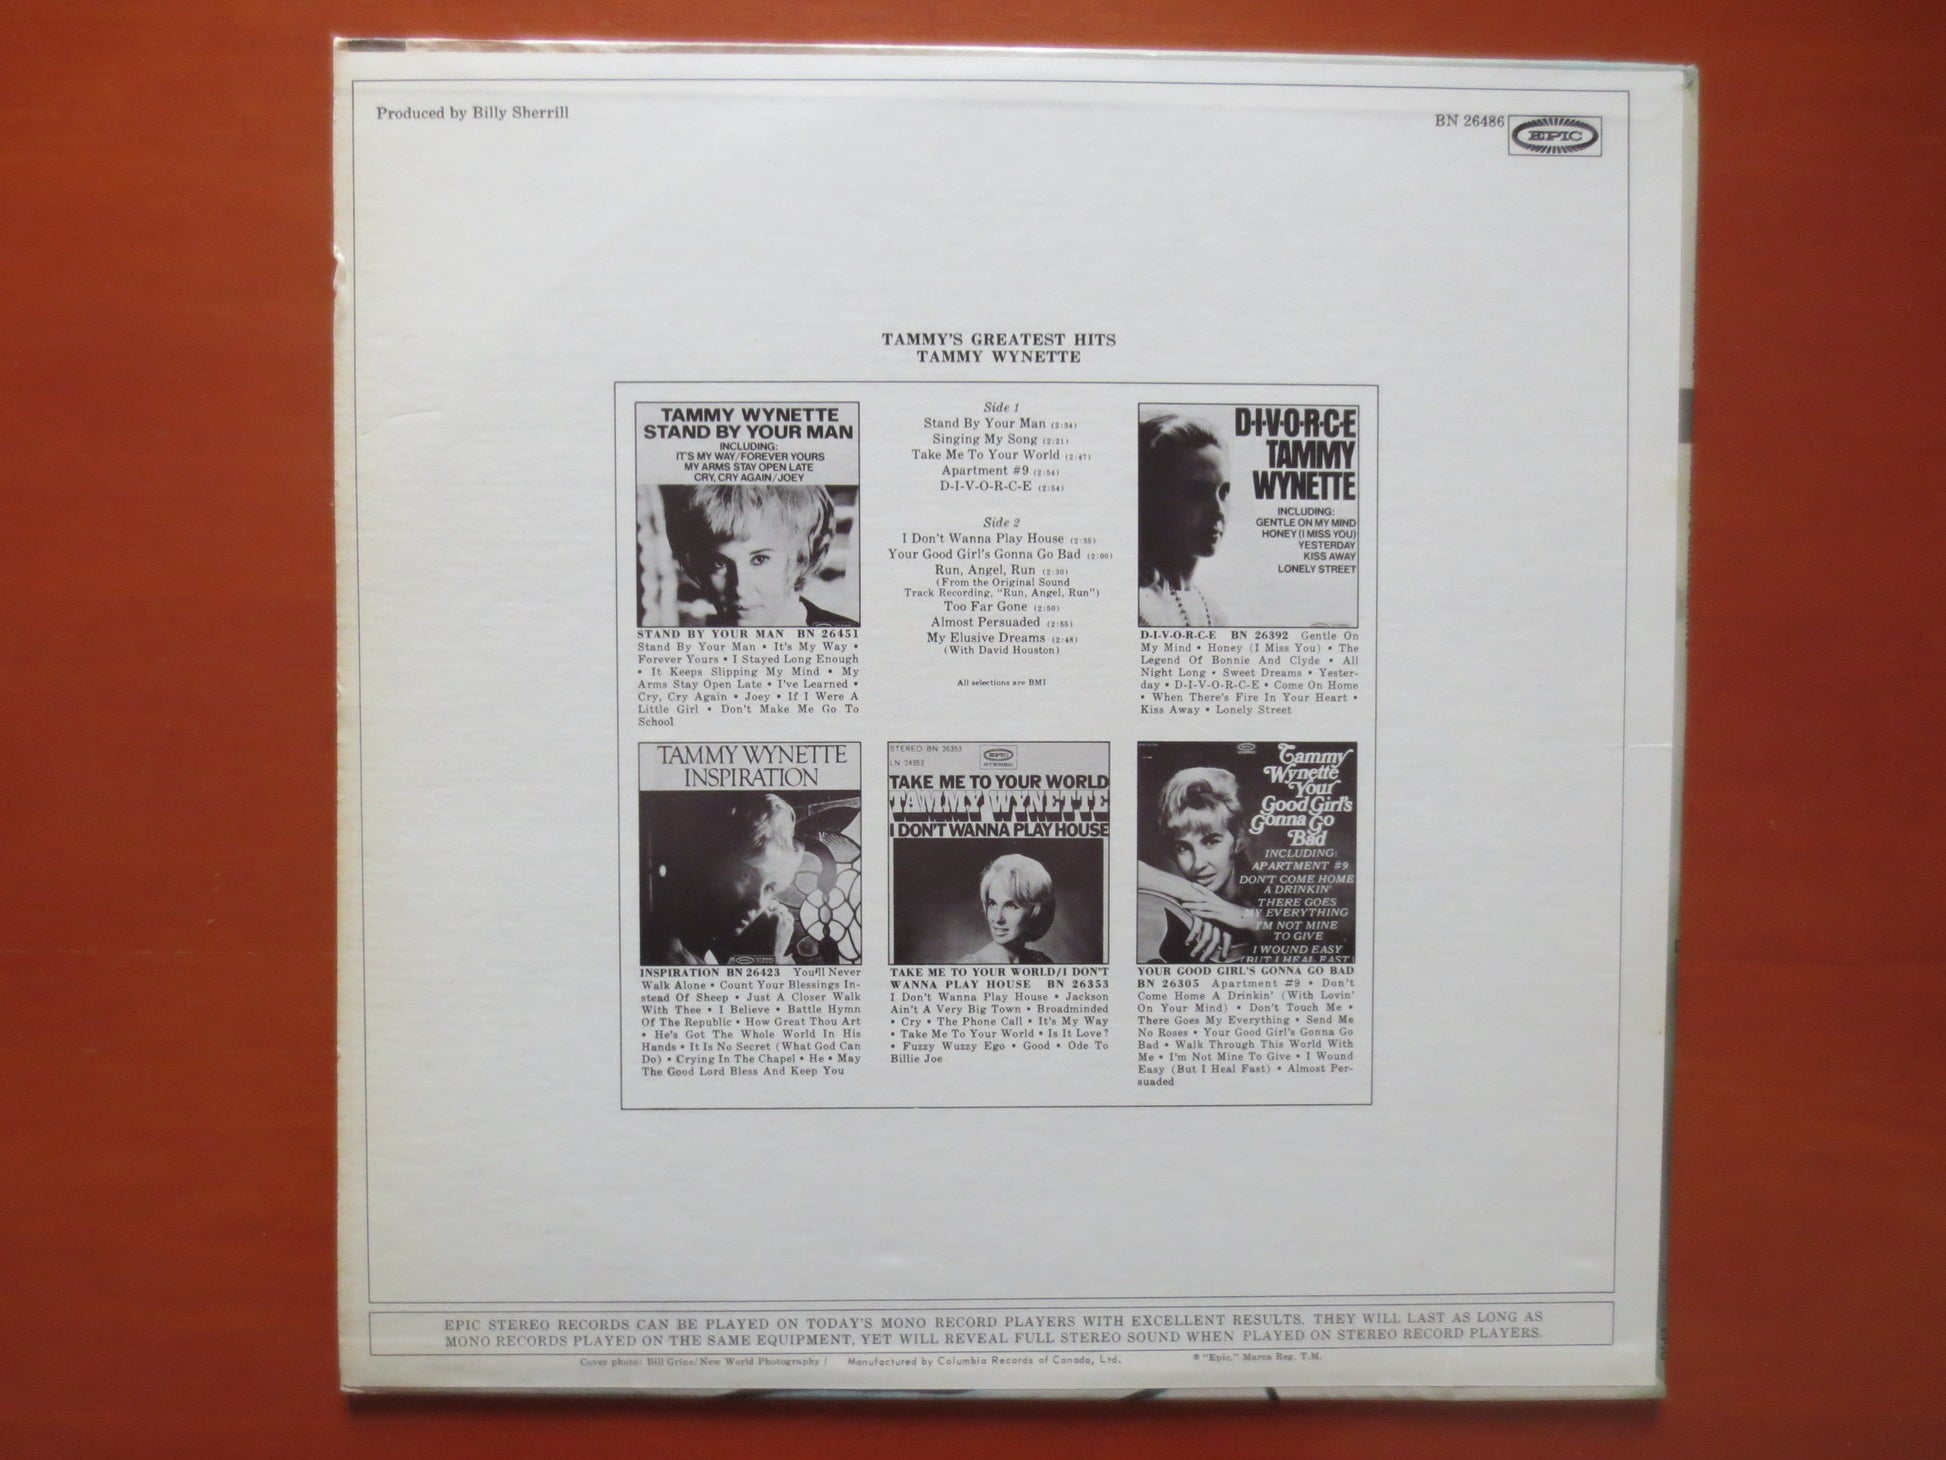 Produced by Billy Sherrill
BN 26486
EPIC
TAMMY'S GREATEST HITS
TAMMY WYNETTE
TAMMY WYNETTE
STAND BY YOUR MAN
INCLUDING:
IT'S MY WAY/FOREVER YOURS
MY ARMS STAY OPEN LATE
CRY, CRY AGAIN/JOEY
STAND BY YOUR MAN BN 26451
Stand By Your Man • It's My Way •
Forever Yours • I Stayed Long Enough
• It Keeps Slipping My Mind • My
Arms Stay Open Late • I've Learned •
Cry, Cry Again • Joey • If I Were A
Little Girl • Don't Make Me Go To
School
Side 1
Stand By Your Man (2:34)
Singing My Song (2:21)
Take Me To Your World (2:47)
Apartment #9 (2:54)
D-I-V-O-R-C-E (2:54)
Side 2
I Don't Wanna Play House (2:35)
Your Good Girl's Gonna Go Bad (2:00)
Run, Angel, Run (2:30)
(From the Original Sound
Track Recording, "Run, Angel, Run")
Too Far Gone (2:50)
Almost Persuaded (2:55)
My Elusive Dreams (2:48)
(With David Houston)
All selections are BMI
D-I-V-O-R-C-E
TAMMY
WYNETTE
INCLUDING:
GENTLE ON MY MIND
HONEY (I MISS YOU)
YESTERDAY
KISS AWAY
LONELY STREET
D-I-V-O-R-C-E BN 26392 Gentle On
My Mind • Honey (I Miss You) • The
Legend Of Bonnie And Clyde • All
Night Long • Sweet Dreams • Yester-
day • D-I-V-O-R-C-E • Come On Home
• When There's Fire In Your Heart •
Kiss Away • Lonely Street
TAMMY WYNETTE
INSPIRATION
INSPIRATION BN 26423 You'll Never
Walk Alone • Count Your Blessings In-
stead Of Sheep • Just A Closer Walk
With Thee • I Believe • Battle Hymn
Of The Republic • How Great Thou Art
• He's Got The Whole World In His
Hands • It Is No Secret (What God Can
Do) • Crying In The Chapel • He • May
The Good Lord Bless And Keep You
STEREO BN 26353
LN 24353
EPIC
STEREO
TAKE ME TO YOUR WORLD
TAMMY WYNETTE
I DON'T WANNA PLAY HOUSE
TAKE ME TO YOUR WORLD/I DON'T
WANNA PLAY HOUSE BN 26353
I Don't Wanna Play House • Jackson
Ain't A Very Big Town • Broadminded
• Cry • The Phone Call • It's My Way
• Take Me To Your World • Is It Love?
• Fuzzy Wuzzy Ego • Good • Ode To
Billie Joe
Tammy
Wynette
Your
Good Girl's
Gonna Go
Bad
INCLUDING:
APARTMENT #9
DON'T COME HOME
A DRINKIN'
THERE GOES
MY EVERYTHING
I'M NOT MINE
TO GIVE
I WOUND EASY
(BUT I HEAL FAST)
YOUR GOOD GIRL'S GONNA GO BAD
BN 26305 Apartment #9 • Don't
Come Home A Drinkin' (With Lovin'
On Your Mind) • Don't Touch Me •
There Goes My Everything • Send Me
No Roses • Your Good Girl's Gonna Go
Bad • Walk Through This World With
Me • I'm Not Mine To Give • I Wound
Easy (But I Heal Fast) • Almost Per-
suaded
EPIC STEREO RECORDS CAN BE PLAYED ON TODAY'S MONO RECORD PLAYERS WITH EXCELLENT RESULTS. THEY WILL LAST AS LONG AS
MONO RECORDS PLAYED ON THE SAME EQUIPMENT, YET WILL REVEAL FULL STEREO SOUND WHEN PLAYED ON STEREO RECORD PLAYERS.
Cover photo: Bill Grine/New World Photography / Manufactured by Columbia Records of Canada, Ltd. ® "Epic," Marca Reg. T.M.